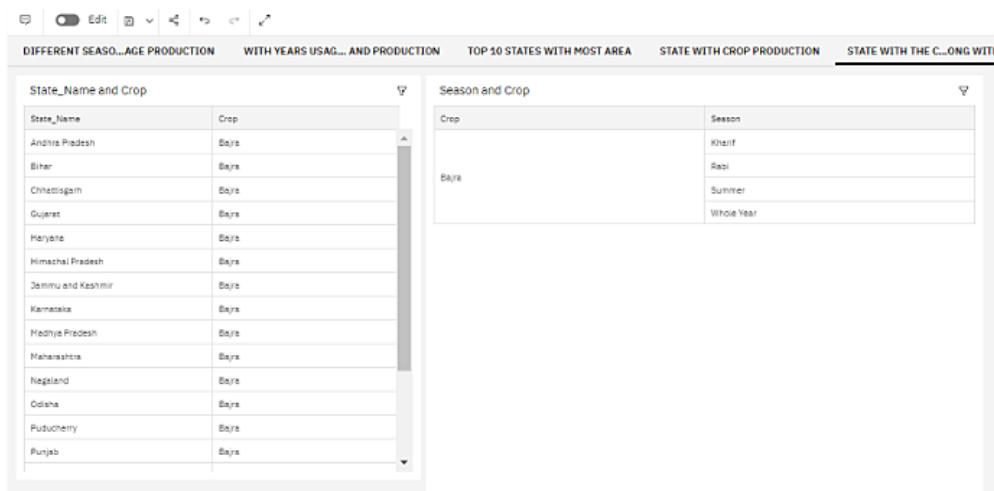 Edit
DIFFERENT SEASO...AGE PRODUCTION WITH YEARS USAG... AND PRODUCTION TOP 10 STATES WITH MOST AREA STATE WITH CROP PRODUCTION STATE WITH THE C...ONG WITH
State_Name and Crop
State_Name Crop
Andhra Pradesh Bajra
Bihar Bajra
Chhattisgarh Bajra
Gujarat Bajra
Haryana Bajra
Himachal Pradesh Bajra
Jammu and Kashmir Bajra
Karnataka Bajra
Madhya Pradesh Bajra
Maharashtra Bajra
Nagaland Bajra
Odisha Bajra
Puducherry Bajra
Punjab Bajra
Season and Crop
Crop Season
Bajra
Kharif
Rabi
Summer
Whole Year